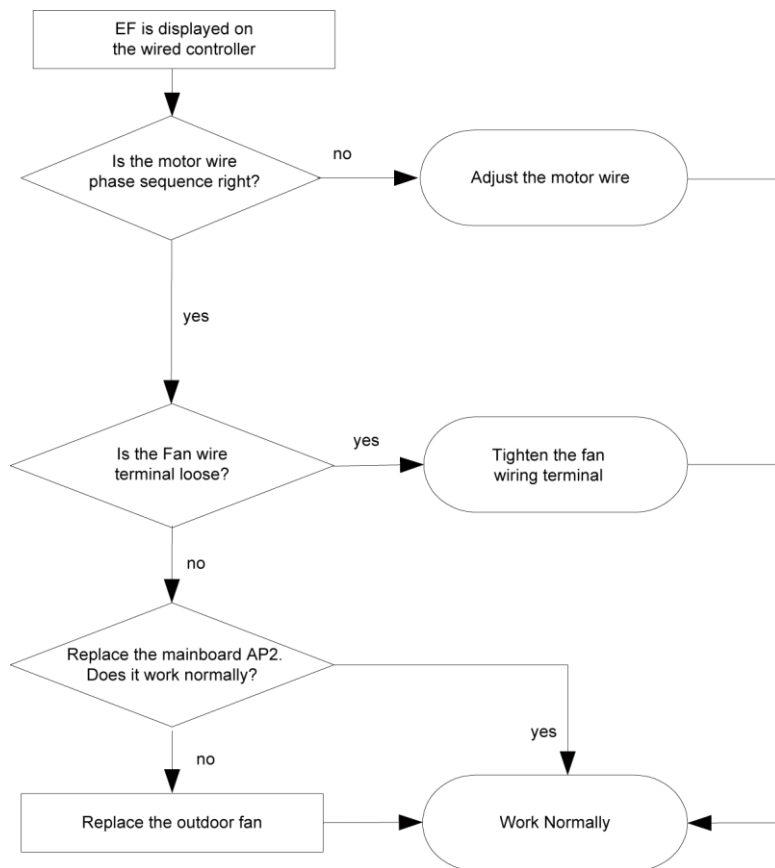 EF is displayed on
the wired controller
Is the motor wire
phase sequence right?
no
Adjust the motor wire
yes
Is the Fan wire
terminal loose?
yes
Tighten the fan
wiring terminal
no
Replace the mainboard AP2.
Does it work normally?
yes
no
Replace the outdoor fan
Work Normally